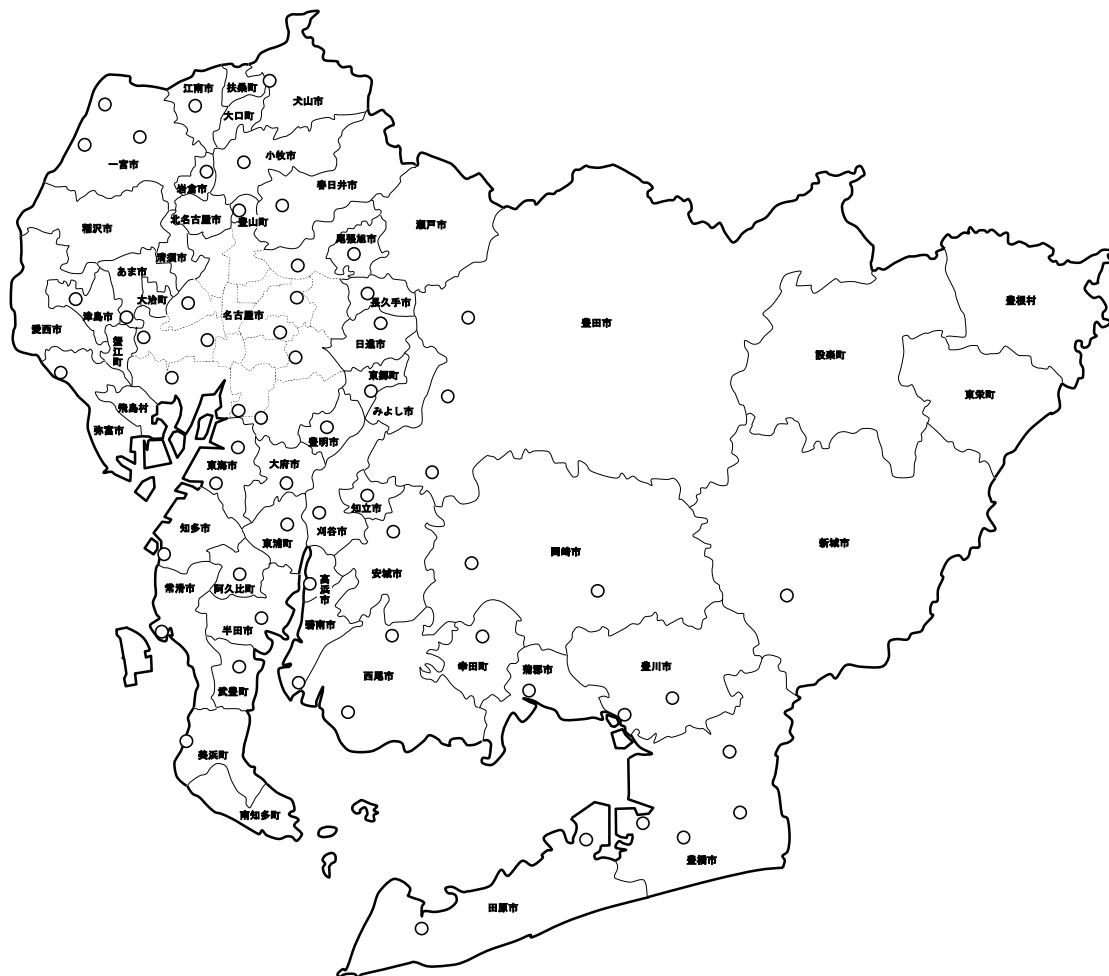 江南市
扶桑町
犬山市
大口町
一宮市
小牧市
岩倉市
春日井市
稲沢市
北名古屋市
豊山町
瀬戸市
尾張旭市
清須市
あま市
大治町
長久手市
津島市
愛西市
名古屋市
豊田市
豊根村
蟹江町
日進市
設楽町
東郷町
飛島村
みよし市
東栄町
弥富市
豊明市
東海市
大府市
知立市
知多市
東浦町
刈谷市
新城市
岡崎市
安城市
常滑市
阿久比町
高浜市
半田市
碧南市
西尾市
幸田町
蒲郡市
豊川市
武豊町
美浜町
南知多町
豊橋市
田原市